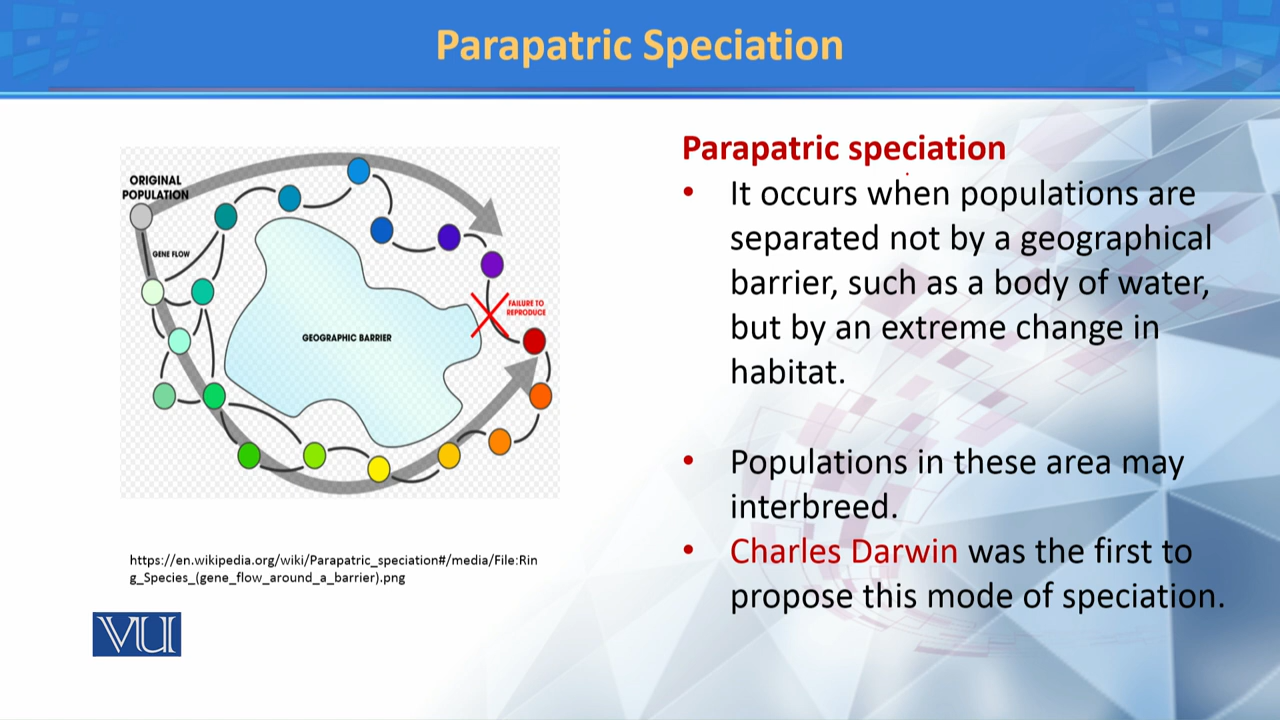 Parapatric Speciation
ORIGINAL
POPULATION
GENE FLOW
GEOGRAPHIC BARRIER
FAILURE TO
REPRODUCE
https://en.wikipedia.org/wiki/Parapatric_speciation#/media/File:Rin
g_Species_(gene_flow_around_a_barrier).png
VU
Parapatric speciation
• It occurs when populations are
separated not by a geographical
barrier, such as a body of water,
but by an extreme change in
habitat.
• Populations in these area may
interbreed.
• Charles Darwin was the first to
propose this mode of speciation.